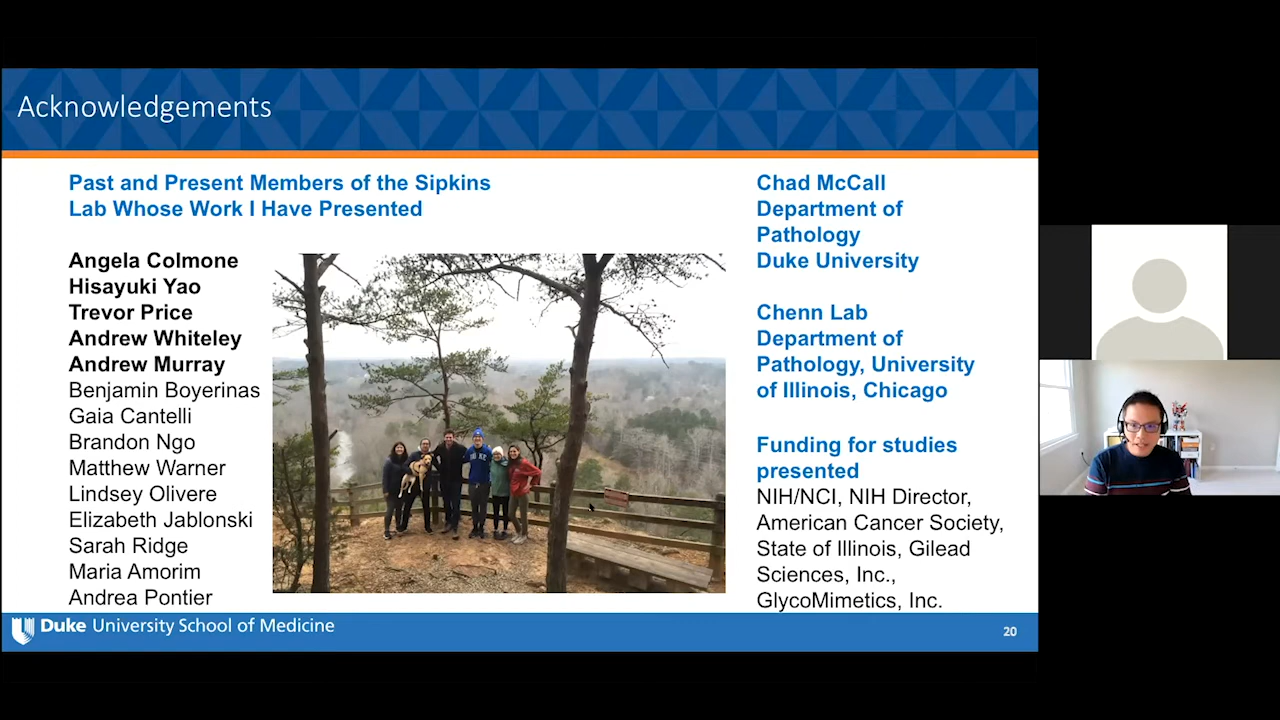 Acknowledgements
Past and Present Members of the Sipkins
Lab Whose Work I Have Presented
Angela Colmone
Hisayuki Yao
Trevor Price
Andrew Whiteley
Andrew Murray
Benjamin Boyerinas
Gaia Cantelli
Brandon Ngo
Matthew Warner
Lindsey Olivere
Elizabeth Jablonski
Sarah Ridge
Maria Amorim
Andrea Pontier
Chad McCall
Department of
Pathology
Duke University
Chenn Lab
Department of
Pathology, University
of Illinois, Chicago
Funding for studies
presented
NIH/NCI, NIH Director,
American Cancer Society,
State of Illinois, Gilead
Sciences, Inc.,
GlycoMimetics, Inc.
Duke University School of Medicine
20